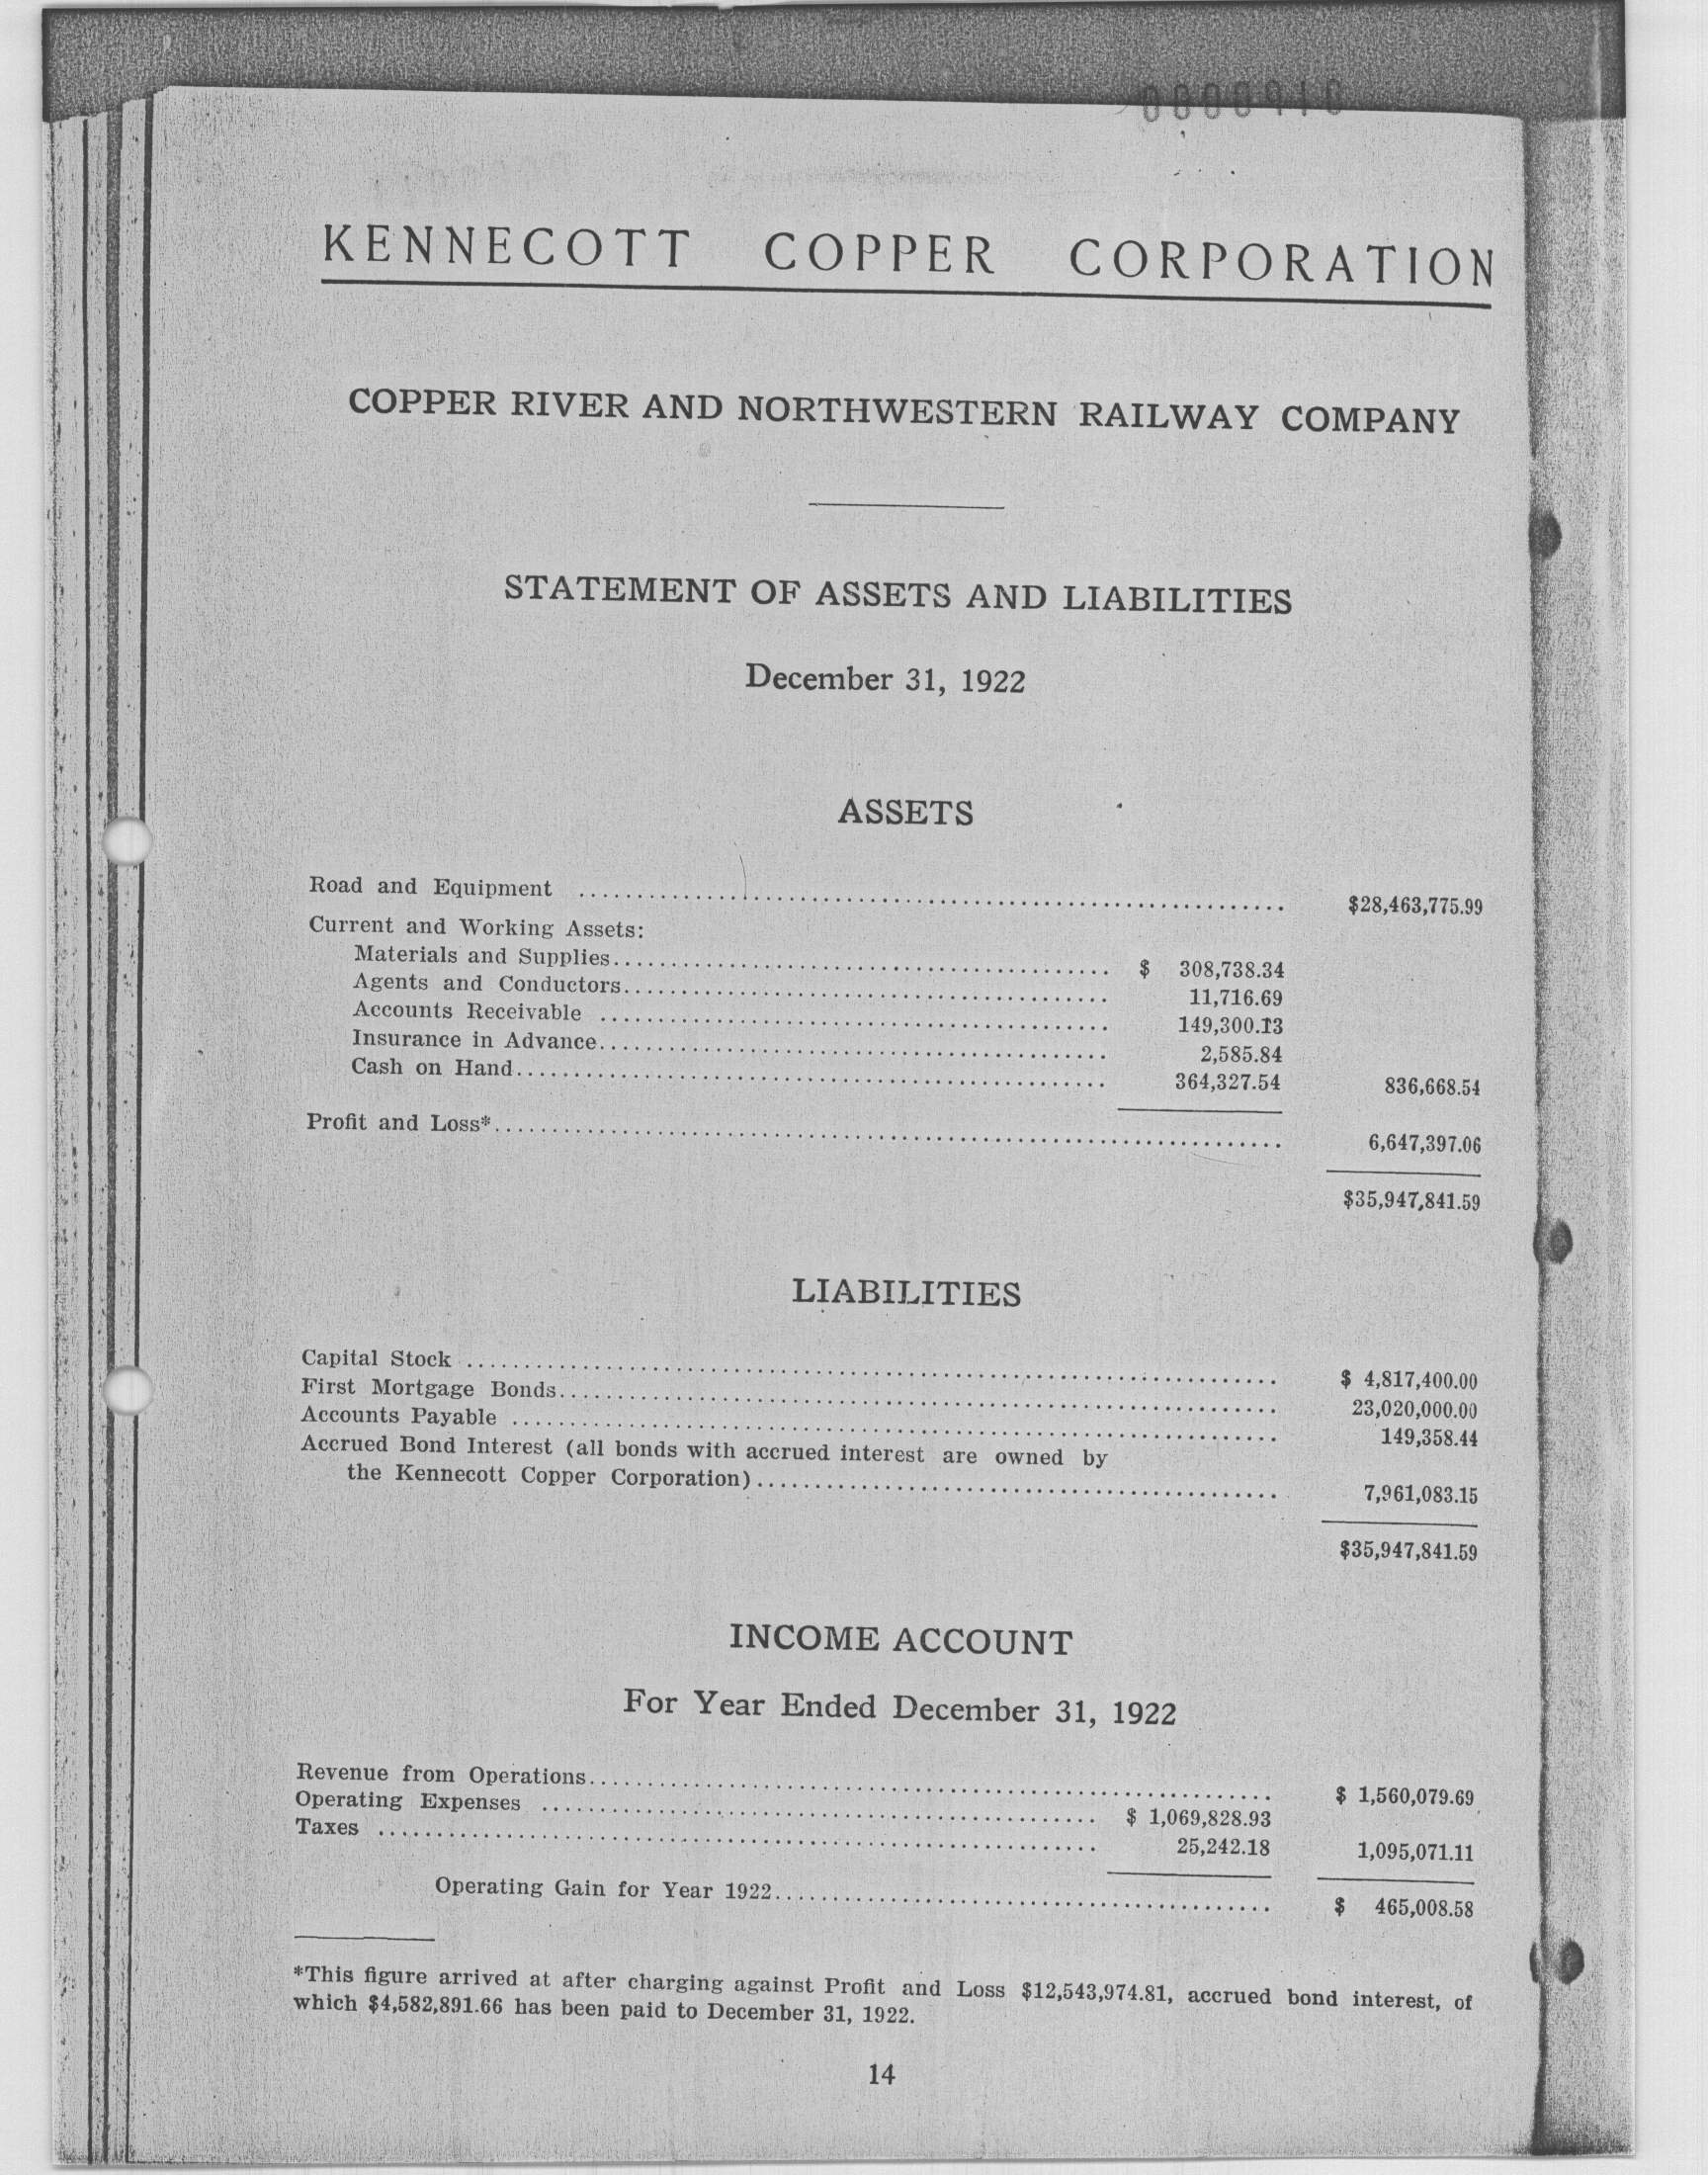 0000910
KENNECOTT COPPER CORPORATION
COPPER RIVER AND NORTHWESTERN RAILWAY COMPANY
STATEMENT OF ASSETS AND LIABILITIES
December 31, 1922
ASSETS
Road and Equipment ........ $28,463,775.99
Current and Working Assets:
Materials and Supplies........ $ 308,738.34
Agents and Conductors........ 11,716.69
Accounts Receivable ........ 149,300.13
Insurance in Advance........ 2,585.84
Cash on Hand........ 364,327.54 836,668.54
Profit and Loss*........ 6,647,397.06
$35,947,841.59
LIABILITIES
Capital Stock ........ $ 4,817,400.00
First Mortgage Bonds........ 23,020,000.00
Accounts Payable ........ 149,358.44
Accrued Bond Interest (all bonds with accrued interest are owned by
the Kennecott Copper Corporation)........ 7,961,083.15
$35,947,841.59
INCOME ACCOUNT
For Year Ended December 31, 1922
Revenue from Operations........ $ 1,560,079.69
Operating Expenses ........ $ 1,069,828.93
Taxes ........ 25,242.18 1,095,071.11
Operating Gain for Year 1922........ $ 465,008.58
*This figure arrived at after charging against Profit and Loss $12,543,974.81, accrued bond interest, of
which $4,582,891.66 has been paid to December 31, 1922.
14